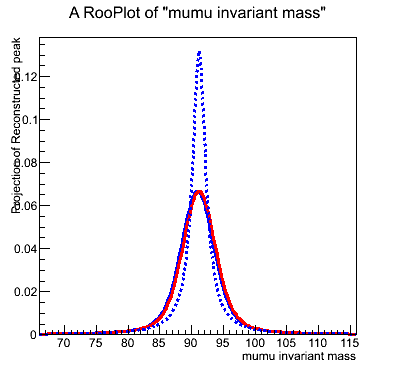 A RooPlot of "mumu invariant mass"
Projection of Reconstructed peak
0.12
0.1
0.08
0.06
0.04
0.02
0
70 75 80 85 90 95 100 105 110 115
mumu invariant mass